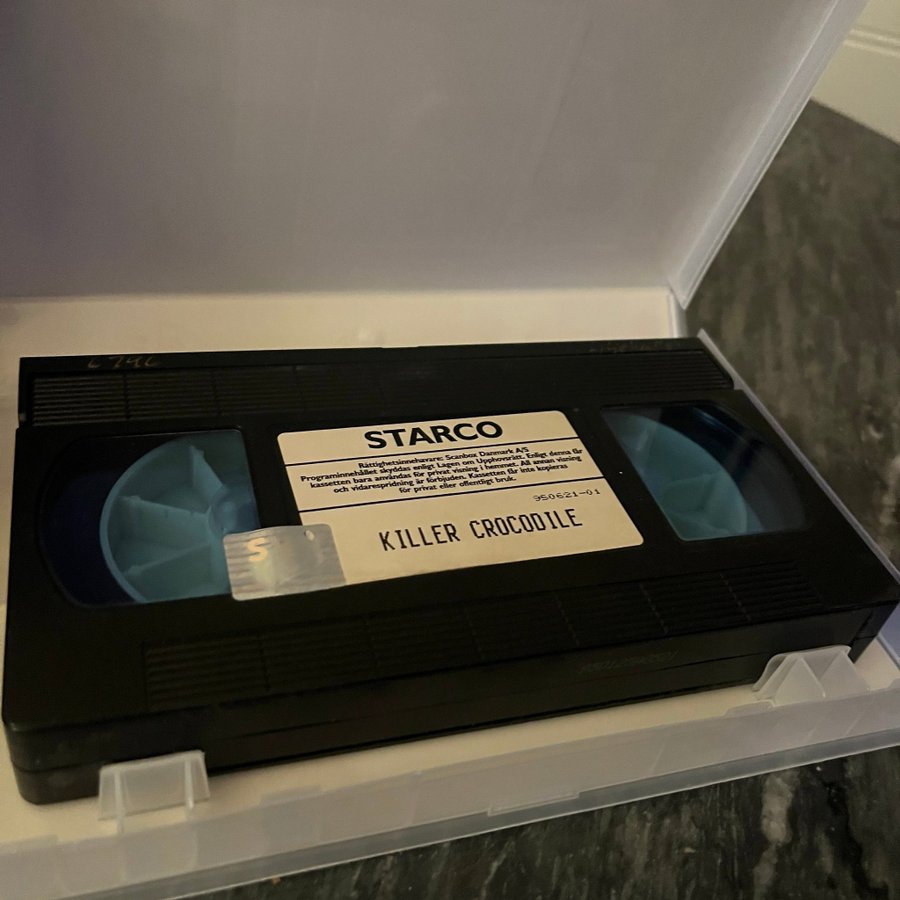 STARCO
Rättighetsinnehavare: Scanbox Danmark A/S
Programinnehållet skyddas enligt Lagen om Upphovsrätt. Enligt denna får
kassetten bara användas för privat visning i hemmet. All annan visning
och vidarespridning är förbjuden. Kassetten får inte kopieras
för privat eller offentligt bruk.
950621-01
KILLER CROCODILE
S